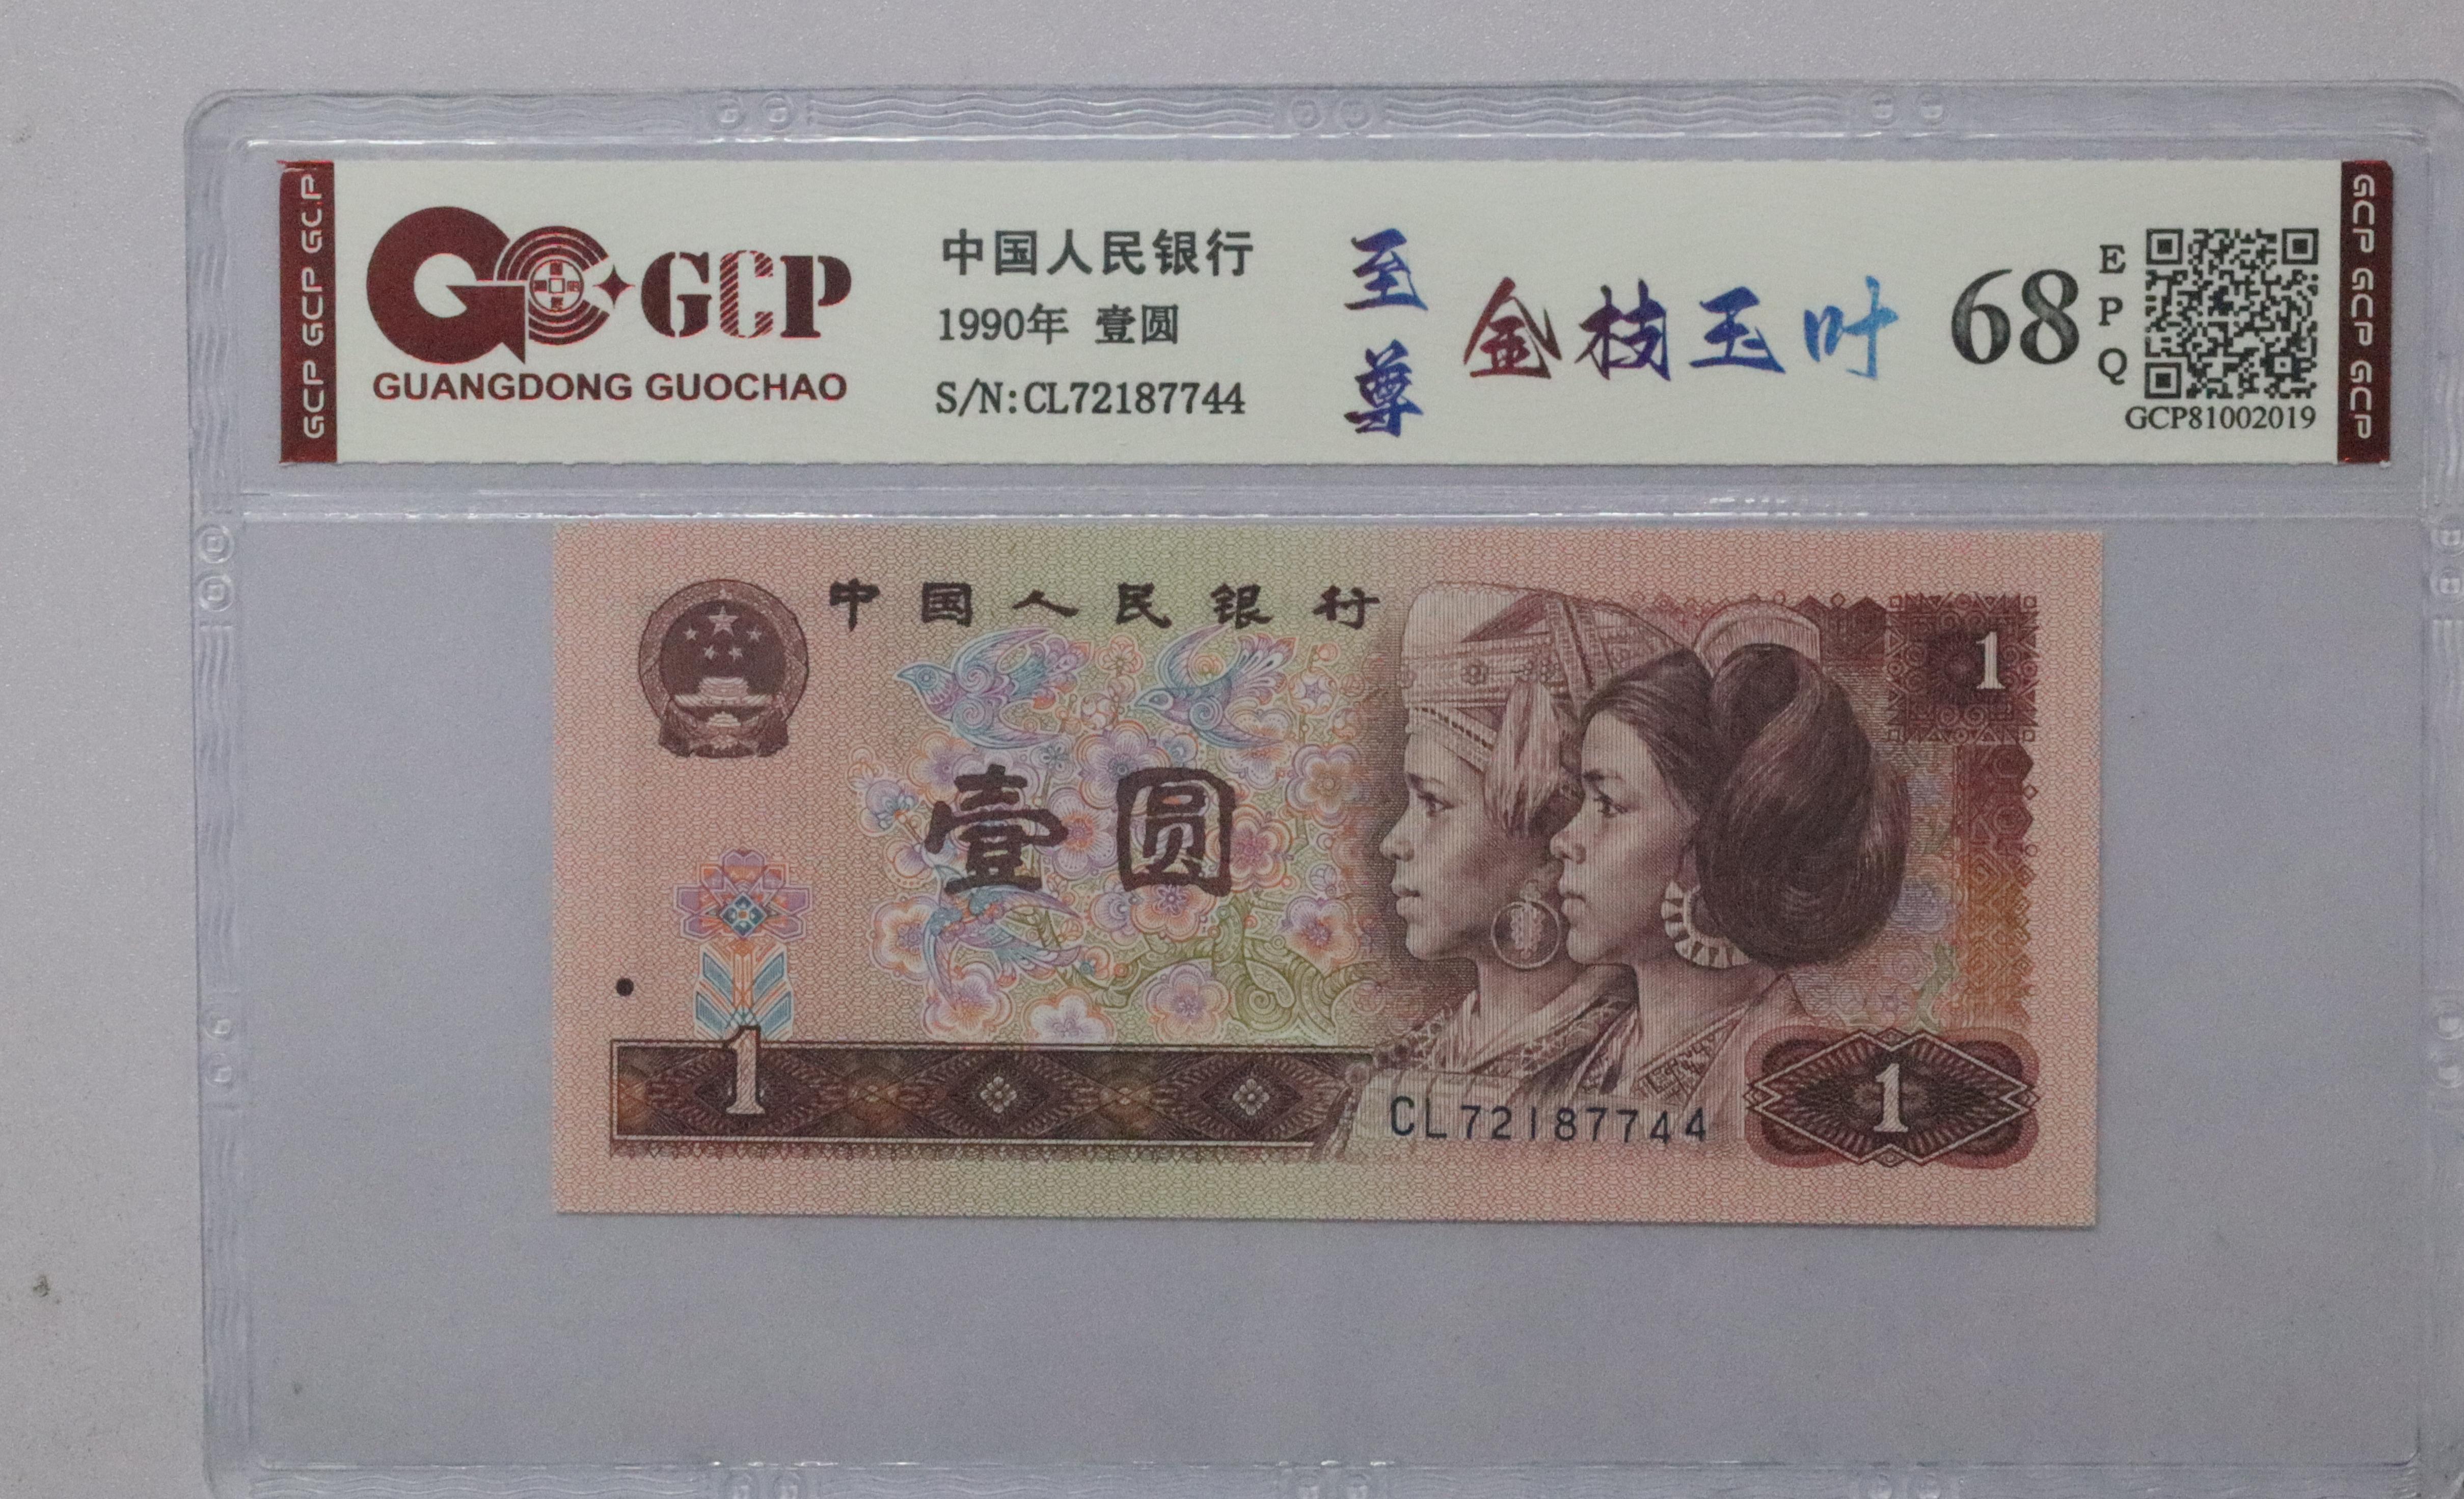 GCP GCP GCP
GCP
GUANGDONG GUOCHAO
中国人民银行
1990年 壹圆
S/N:CL72187744
至尊
金枝玉叶
68
EPQ
GCP81002019
GCP GCP GCP
中国人民银行
1
壹圆
1
CL72187744
1